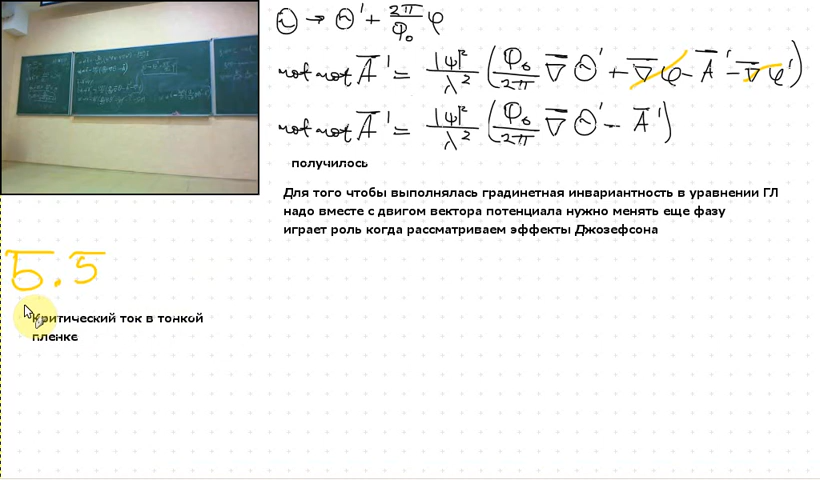 Θ → Θ' + 2π/Φ₀ φ
rot rot A̅' = |ψ|²/λ² (Φ₀/2π ∇̅ Θ' + ∇̅ φ - A̅' - ∇̅ φ')
rot rot A̅' = |ψ|²/λ² (Φ₀/2π ∇̅ Θ' - A̅')
получилось
Для того чтобы выполнялась градинетная инвариантность в уравнении ГЛ
надо вместе с двигом вектора потенциала нужно менять еще фазу
играет роль когда рассматриваем эффекты Джозефсона
5.5
Критический ток в тонкой
пленке